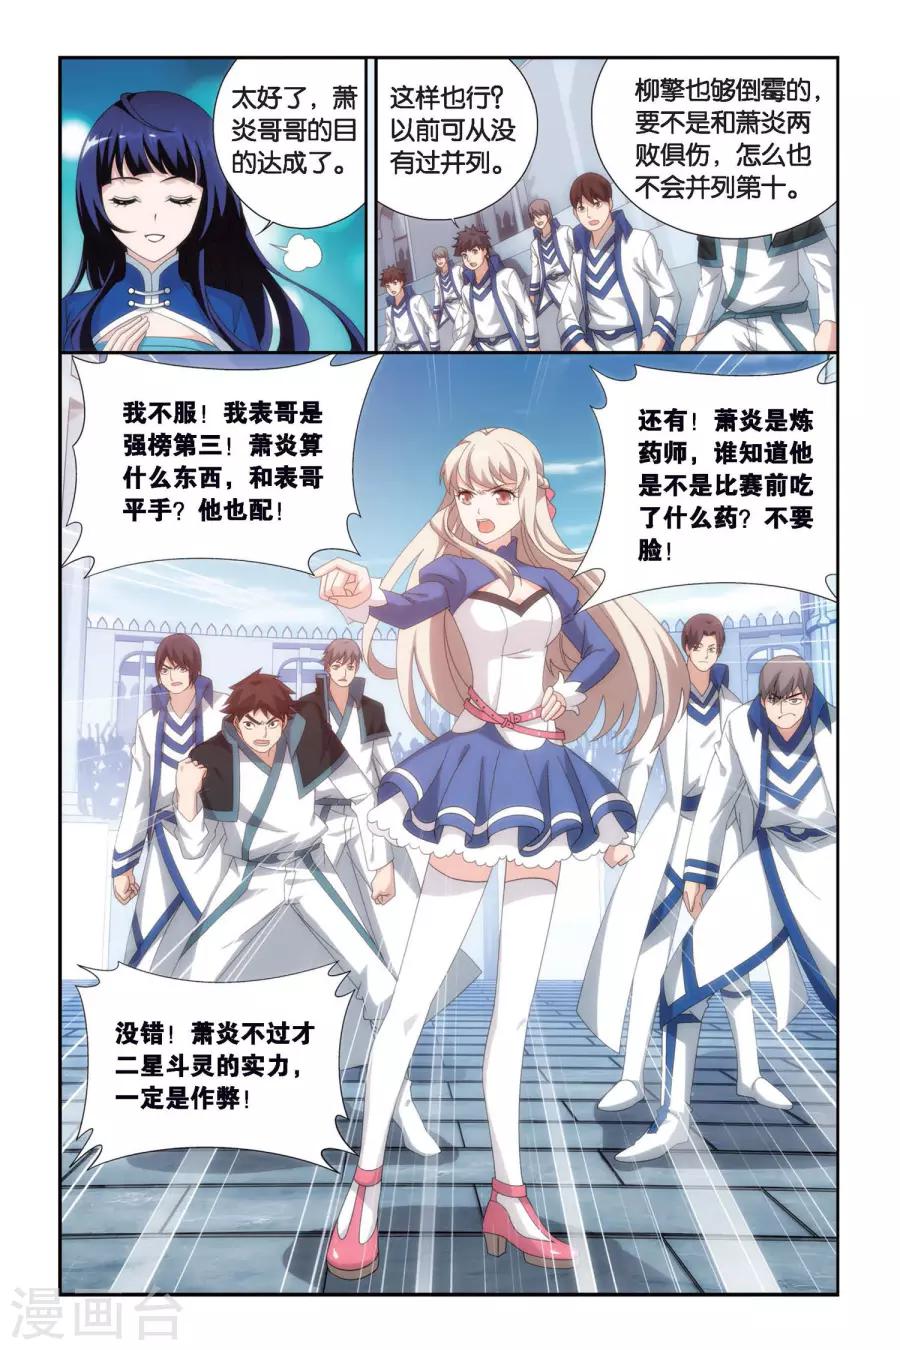 太好了，萧
炎哥哥的目
的达成了。
这样也行？
以前可从没
有过并列。
柳擎也够倒霉的，
要不是和萧炎两
败俱伤，怎么也
不会并列第十。
我不服！我表哥是
强榜第三！萧炎算
什么东西，和表哥
平手？他也配！
还有！萧炎是炼
药师，谁知道他
是不是比赛前吃
了什么药？不要
脸！
没错！萧炎不过才
二星斗灵的实力，
一定是作弊！
漫画台